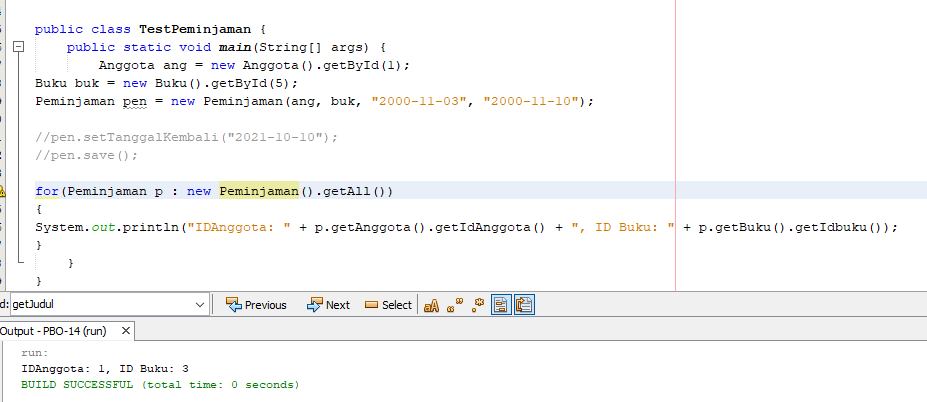 public class TestPeminjaman {
public static void main(String[] args) {
Anggota ang = new Anggota().getById(1);
Buku buk = new Buku().getById(5);
Peminjaman pen = new Peminjaman(ang, buk, "2000-11-03", "2000-11-10");
//pen.setTanggalKembali("2021-10-10");
//pen.save();
for(Peminjaman p : new Peminjaman().getAll())
{
System.out.println("IDAnggota: " + p.getAnggota().getIdAnggota() + ", ID Buku: " + p.getBuku().getIdbuku());
}
}
}
d: getJudul Previous Next Select aA
Output - PBO-14 (run) X
run:
IDAnggota: 1, ID Buku: 3
BUILD SUCCESSFUL (total time: 0 seconds)